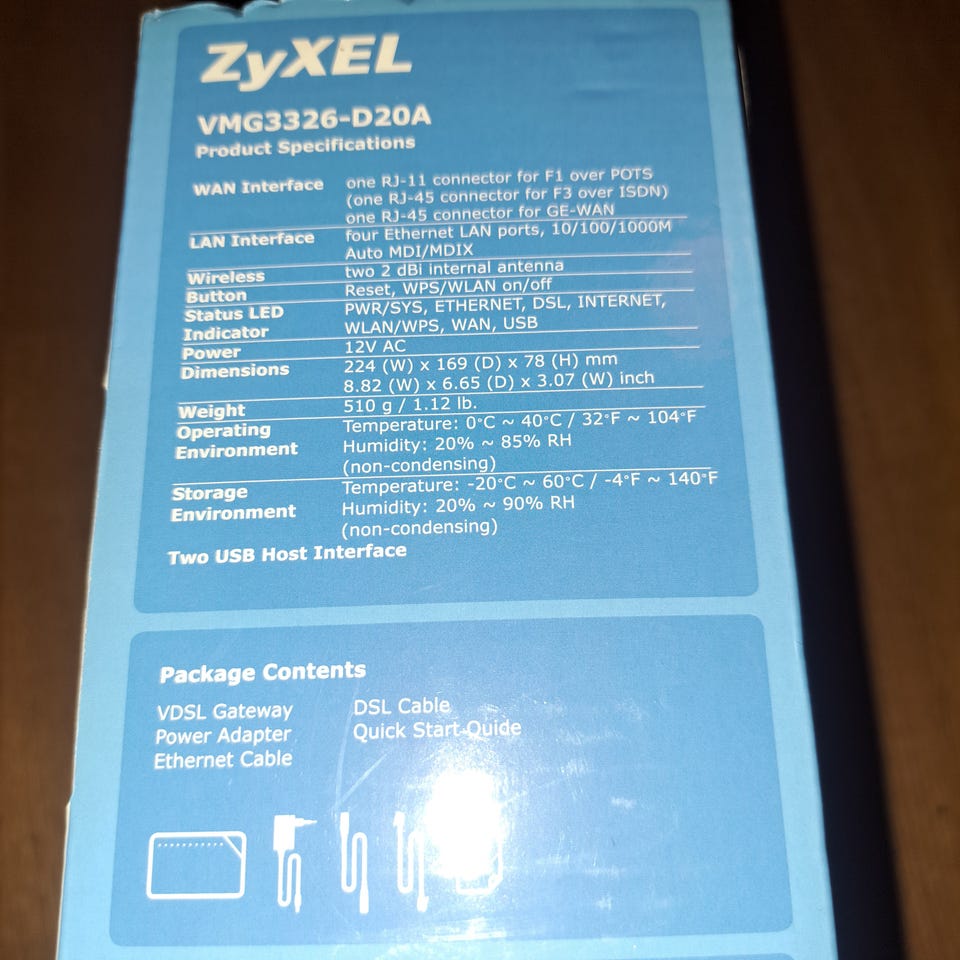 ZyXEL
VMG3326-D20A
Product Specifications
WAN Interface one RJ-11 connector for F1 over POTS
(one RJ-45 connector for F3 over ISDN)
one RJ-45 connector for GE-WAN
LAN Interface four Ethernet LAN ports, 10/100/1000M
Auto MDI/MDIX
Wireless two 2 dBi internal antenna
Button Reset, WPS/WLAN on/off
Status LED PWR/SYS, ETHERNET, DSL, INTERNET,
Indicator WLAN/WPS, WAN, USB
Power 12V AC
Dimensions 224 (W) x 169 (D) x 78 (H) mm
8.82 (W) x 6.65 (D) x 3.07 (W) inch
Weight 510 g / 1.12 lb.
Operating Temperature: 0°C ~ 40°C / 32°F ~ 104°F
Environment Humidity: 20% ~ 85% RH
(non-condensing)
Storage Temperature: -20°C ~ 60°C / -4°F ~ 140°F
Environment Humidity: 20% ~ 90% RH
(non-condensing)
Two USB Host Interface
Package Contents
VDSL Gateway DSL Cable
Power Adapter Quick Start Guide
Ethernet Cable